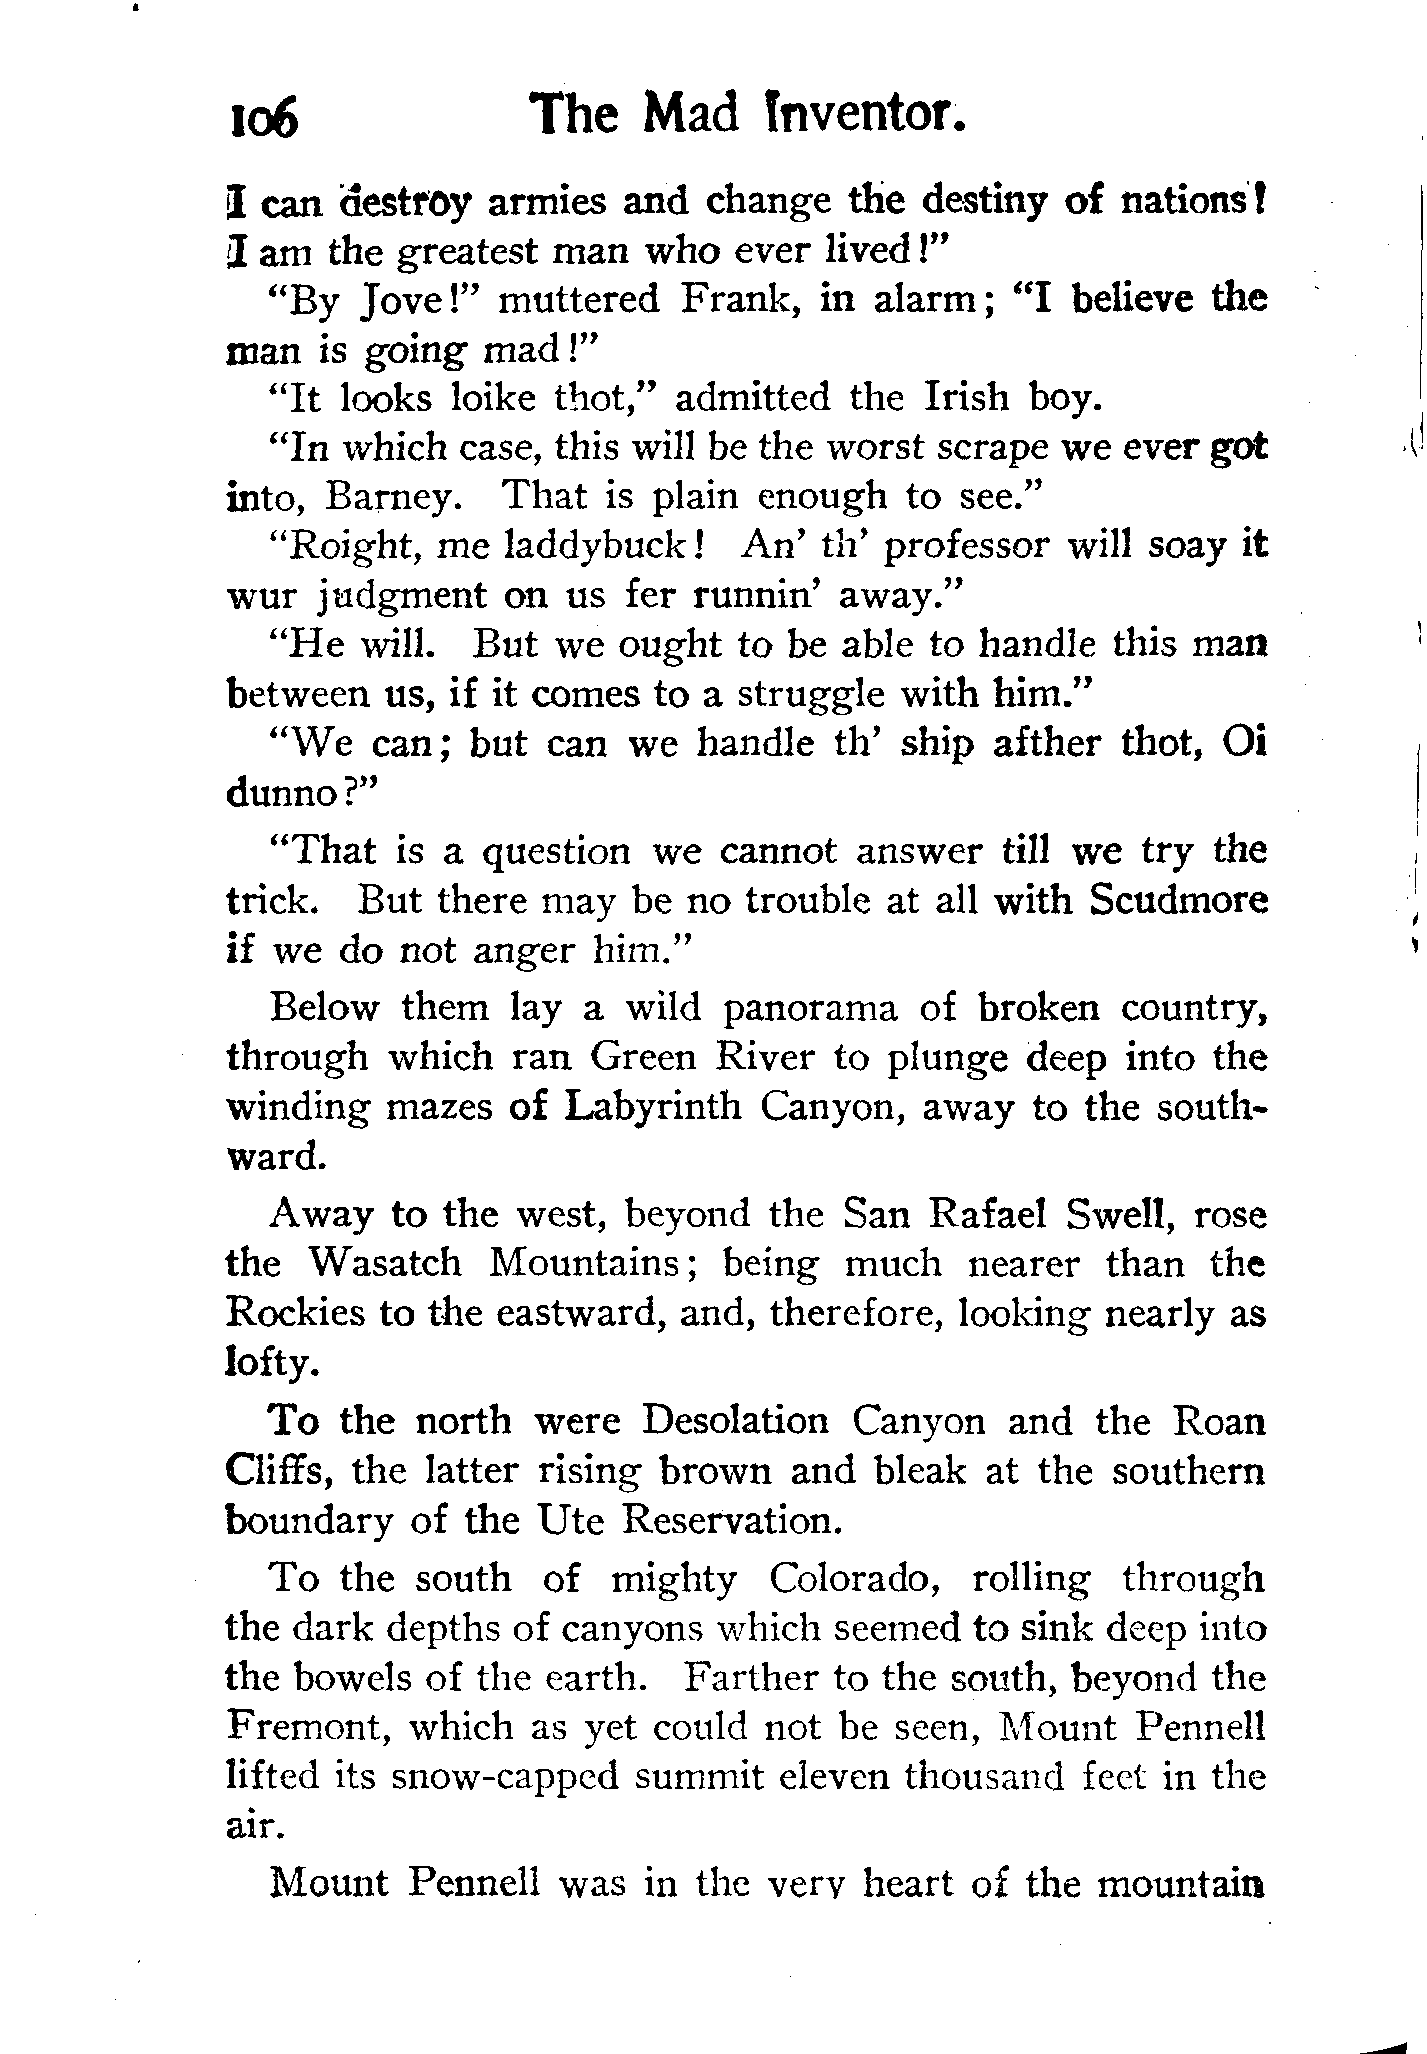 106 The Mad Inventor.
I can destroy armies and change the destiny of nations!
I am the greatest man who ever lived!”
“By Jove!” muttered Frank, in alarm; “I believe the
man is going mad!”
“It looks loike thot,” admitted the Irish boy.
“In which case, this will be the worst scrape we ever got
into, Barney. That is plain enough to see.”
“Roight, me laddybuck! An’ th’ professor will soay it
wur judgment on us fer runnin’ away.”
“He will. But we ought to be able to handle this man
between us, if it comes to a struggle with him.”
“We can; but can we handle th’ ship afther thot, Oi
dunno?”
“That is a question we cannot answer till we try the
trick. But there may be no trouble at all with Scudmore
if we do not anger him.”
Below them lay a wild panorama of broken country,
through which ran Green River to plunge deep into the
winding mazes of Labyrinth Canyon, away to the south-
ward.
Away to the west, beyond the San Rafael Swell, rose
the Wasatch Mountains; being much nearer than the
Rockies to the eastward, and, therefore, looking nearly as
lofty.
To the north were Desolation Canyon and the Roan
Cliffs, the latter rising brown and bleak at the southern
boundary of the Ute Reservation.
To the south of mighty Colorado, rolling through
the dark depths of canyons which seemed to sink deep into
the bowels of the earth. Farther to the south, beyond the
Fremont, which as yet could not be seen, Mount Pennell
lifted its snow-capped summit eleven thousand feet in the
air.
Mount Pennell was in the very heart of the mountain